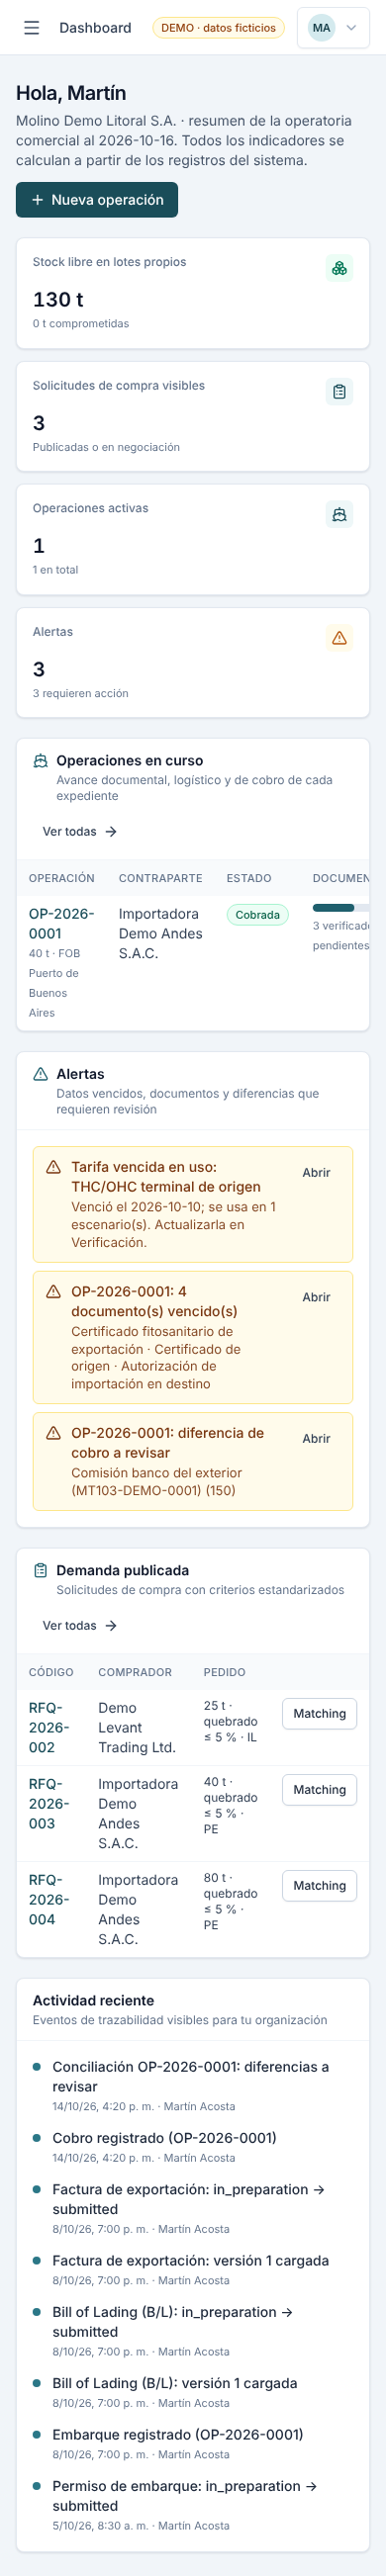 Dashboard
DEMO · datos ficticios
MA
Hola, Martín
Molino Demo Litoral S.A. · resumen de la operatoria
comercial al 2026-10-16. Todos los indicadores se
calculan a partir de los registros del sistema.
+ Nueva operación
Stock libre en lotes propios
130 t
0 t comprometidas
Solicitudes de compra visibles
3
Publicadas o en negociación
Operaciones activas
1
1 en total
Alertas
3
3 requieren acción
Operaciones en curso
Avance documental, logístico y de cobro de cada
expediente
Ver todas →
OPERACIÓN CONTRAPARTE ESTADO DOCUMEN
OP-2026-
0001
40 t · FOB
Puerto de
Buenos
Aires
Importadora
Demo Andes
S.A.C.
Cobrada
3 verificado
pendientes
Alertas
Datos vencidos, documentos y diferencias que
requieren revisión
Tarifa vencida en uso:
THC/OHC terminal de origen
Venció el 2026-10-10; se usa en 1
escenario(s). Actualizarla en
Verificación.
Abrir
OP-2026-0001: 4
documento(s) vencido(s)
Certificado fitosanitario de
exportación · Certificado de
origen · Autorización de
importación en destino
Abrir
OP-2026-0001: diferencia de
cobro a revisar
Comisión banco del exterior
(MT103-DEMO-0001) (150)
Abrir
Demanda publicada
Solicitudes de compra con criterios estandarizados
Ver todas →
CÓDIGO COMPRADOR PEDIDO
RFQ-
2026-
002
Demo
Levant
Trading Ltd.
25 t ·
quebrado
≤ 5 % · IL
Matching
RFQ-
2026-
003
Importadora
Demo
Andes
S.A.C.
40 t ·
quebrado
≤ 5 % ·
PE
Matching
RFQ-
2026-
004
Importadora
Demo
Andes
S.A.C.
80 t ·
quebrado
≤ 5 % ·
PE
Matching
Actividad reciente
Eventos de trazabilidad visibles para tu organización
Conciliación OP-2026-0001: diferencias a
revisar
14/10/26, 4:20 p. m. · Martín Acosta
Cobro registrado (OP-2026-0001)
14/10/26, 4:20 p. m. · Martín Acosta
Factura de exportación: in_preparation →
submitted
8/10/26, 7:00 p. m. · Martín Acosta
Factura de exportación: versión 1 cargada
8/10/26, 7:00 p. m. · Martín Acosta
Bill of Lading (B/L): in_preparation →
submitted
8/10/26, 7:00 p. m. · Martín Acosta
Bill of Lading (B/L): versión 1 cargada
8/10/26, 7:00 p. m. · Martín Acosta
Embarque registrado (OP-2026-0001)
8/10/26, 7:00 p. m. · Martín Acosta
Permiso de embarque: in_preparation →
submitted
5/10/26, 8:30 a. m. · Martín Acosta